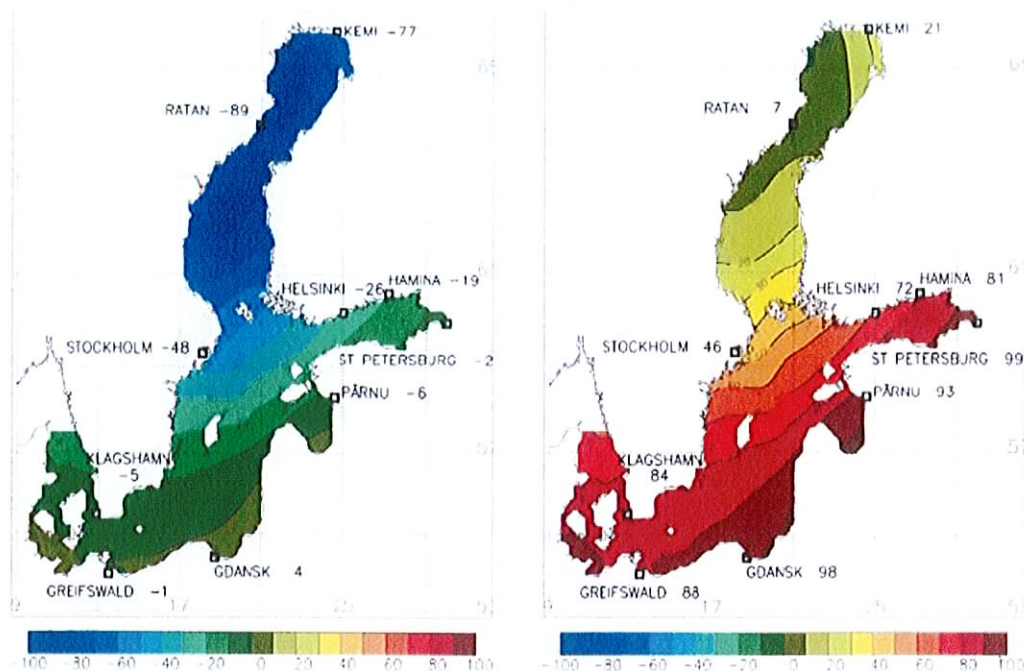 KEMI -77
RATAN -89
HELSINKI -26
HAMINA -19
STOCKHOLM -48
ST PETERSBURG -2
PÄRNU -6
KLAGSHAMN
-5
GDANSK 4
GREIFSWALD -1
17
-100 -80 -60 -40 -20 0 20 40 60 80 100
KEMI 21
RATAN 7
HELSINKI 72
HAMINA 81
STOCKHOLM 46
ST PETERSBURG 99
PÄRNU 93
KLAGSHAMN
84
GDANSK 98
GREIFSWALD 88
17
-100 -80 -60 -40 -20 0 20 40 60 80 100